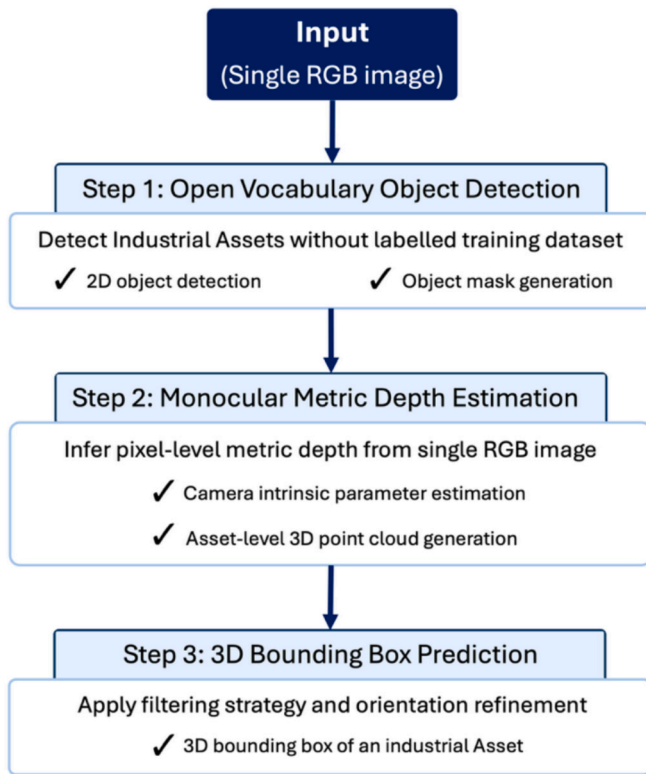 Input
(Single RGB image)
Step 1: Open Vocabulary Object Detection
Detect Industrial Assets without labelled training dataset
✓ 2D object detection ✓ Object mask generation
Step 2: Monocular Metric Depth Estimation
Infer pixel-level metric depth from single RGB image
✓ Camera intrinsic parameter estimation
✓ Asset-level 3D point cloud generation
Step 3: 3D Bounding Box Prediction
Apply filtering strategy and orientation refinement
✓ 3D bounding box of an industrial Asset